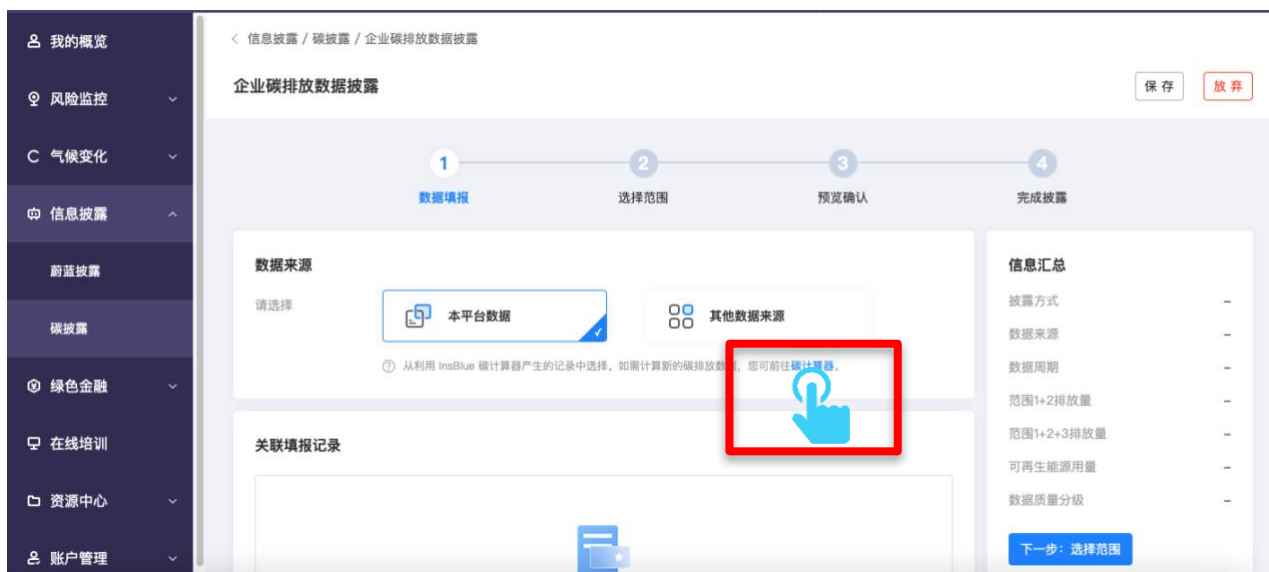 我的概览
风险监控
C 气候变化
信息披露
蔚蓝披露
碳披露
绿色金融
在线培训
资源中心
账户管理
< 信息披露 / 碳披露 / 企业碳排放数据披露
企业碳排放数据披露
保存
放弃
1
2
3
4
数据填报
选择范围
预览确认
完成披露
数据来源
请选择
本平台数据
其他数据来源
从利用 InsBlue 碳计算器产生的记录中选择，如需计算新的碳排放数据，您可前往碳计算器。
关联填报记录
信息汇总
披露方式 –
数据来源 –
数据周期 –
范围1+2排放量 –
范围1+2+3排放量 –
可再生能源用量 –
数据质量分级 –
下一步：选择范围